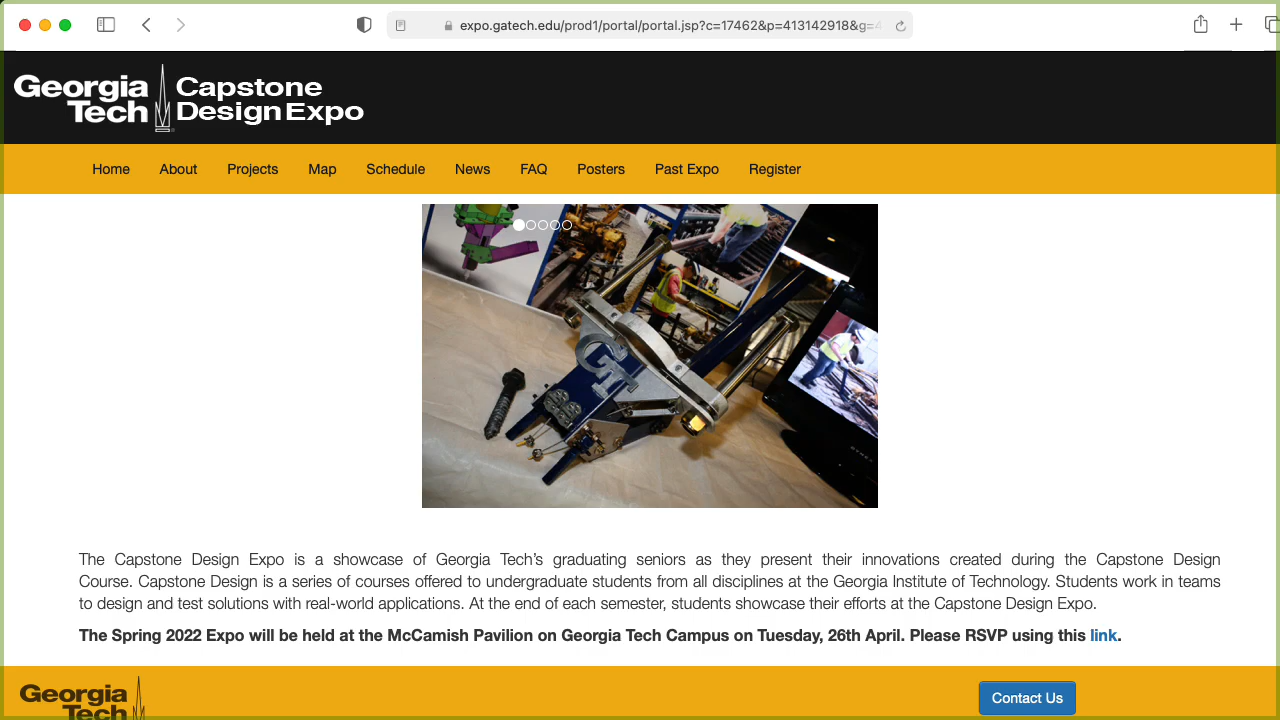 expo.gatech.edu/prod1/portal/portal.jsp?c=17462&p=413142918&g=4
Georgia Tech
Capstone Design Expo
Home About Projects Map Schedule News FAQ Posters Past Expo Register
GT
The Capstone Design Expo is a showcase of Georgia Tech's graduating seniors as they present their innovations created during the Capstone Design
Course. Capstone Design is a series of courses offered to undergraduate students from all disciplines at the Georgia Institute of Technology. Students work in teams
to design and test solutions with real-world applications. At the end of each semester, students showcase their efforts at the Capstone Design Expo.
The Spring 2022 Expo will be held at the McCamish Pavilion on Georgia Tech Campus on Tuesday, 26th April. Please RSVP using this link.
Georgia
Tech
Contact Us